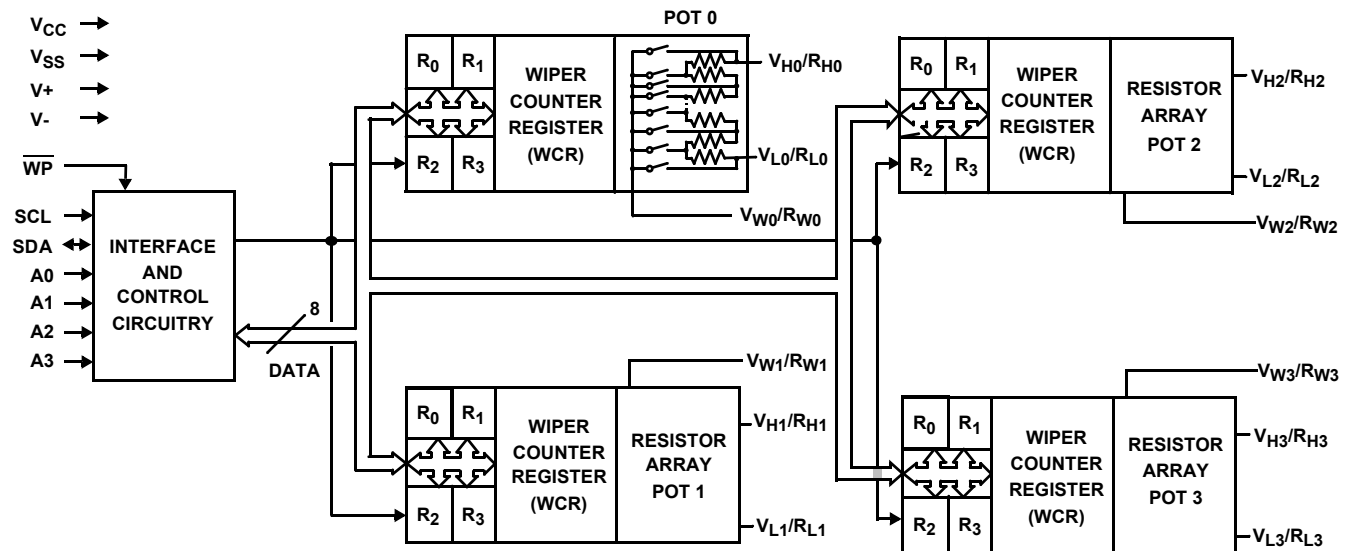 POT 0
VCC
VSS
V+
V-
WP
SCL
SDA
A0
A1
A2
A3
INTERFACE
AND
CONTROL
CIRCUITRY
8
DATA
R0 R1
R2 R3
WIPER
COUNTER
REGISTER
(WCR)
VH0/RH0
VL0/RL0
VW0/RW0
R0 R1
R2 R3
WIPER
COUNTER
REGISTER
(WCR)
RESISTOR
ARRAY
POT 2
VH2/RH2
VL2/RL2
VW2/RW2
VW1/RW1
R0 R1
R2 R3
WIPER
COUNTER
REGISTER
(WCR)
RESISTOR
ARRAY
POT 1
VH1/RH1
VL1/RL1
VW3/RW3
R0 R1
R2 R3
WIPER
COUNTER
REGISTER
(WCR)
RESISTOR
ARRAY
POT 3
VH3/RH3
VL3/RL3